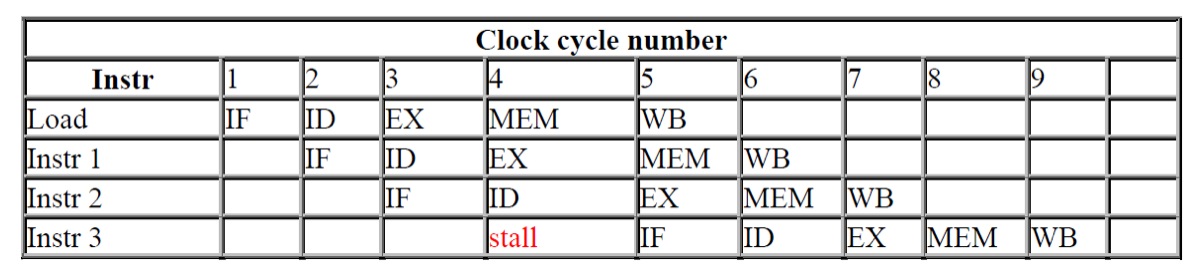 Clock cycle number
Instr 1 2 3 4 5 6 7 8 9
Load IF ID EX MEM WB
Instr 1 IF ID EX MEM WB
Instr 2 IF ID EX MEM WB
Instr 3 stall IF ID EX MEM WB